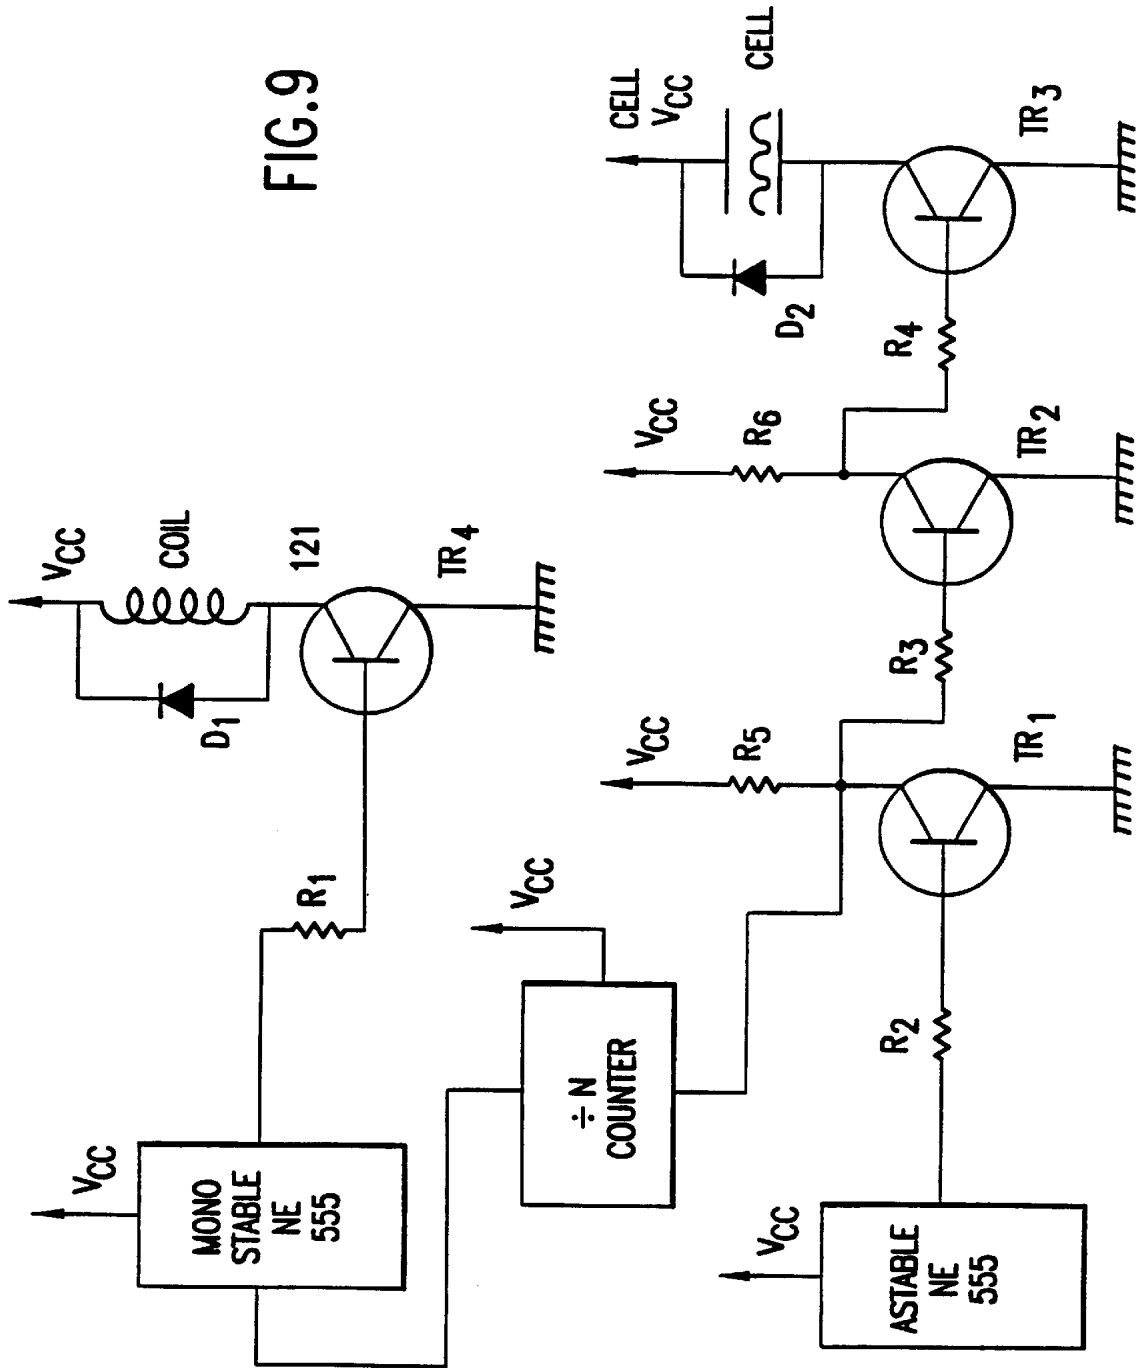 FIG.9
VCC
COIL
D1
121
TR4
R1
VCC
MONO
STABLE
NE
555
VCC
÷ N
COUNTER
VCC
ASTABLE
NE
555
R2
VCC
R5
TR1
R3
VCC
R6
TR2
R4
CELL
VCC
CELL
D2
TR3